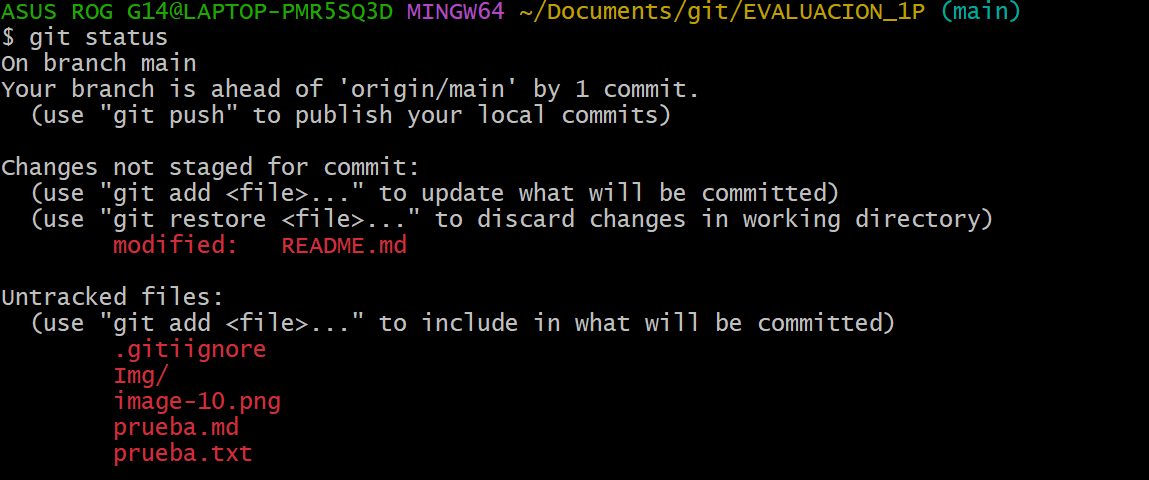 ASUS ROG G14@LAPTOP-PMR5SQ3D MINGW64 ~/Documents/git/EVALUACION_1P (main)
$ git status
On branch main
Your branch is ahead of 'origin/main' by 1 commit.
  (use "git push" to publish your local commits)

Changes not staged for commit:
  (use "git add <file>..." to update what will be committed)
  (use "git restore <file>..." to discard changes in working directory)
        modified:   README.md

Untracked files:
  (use "git add <file>..." to include in what will be committed)
        .gitiignore
        Img/
        image-10.png
        prueba.md
        prueba.txt